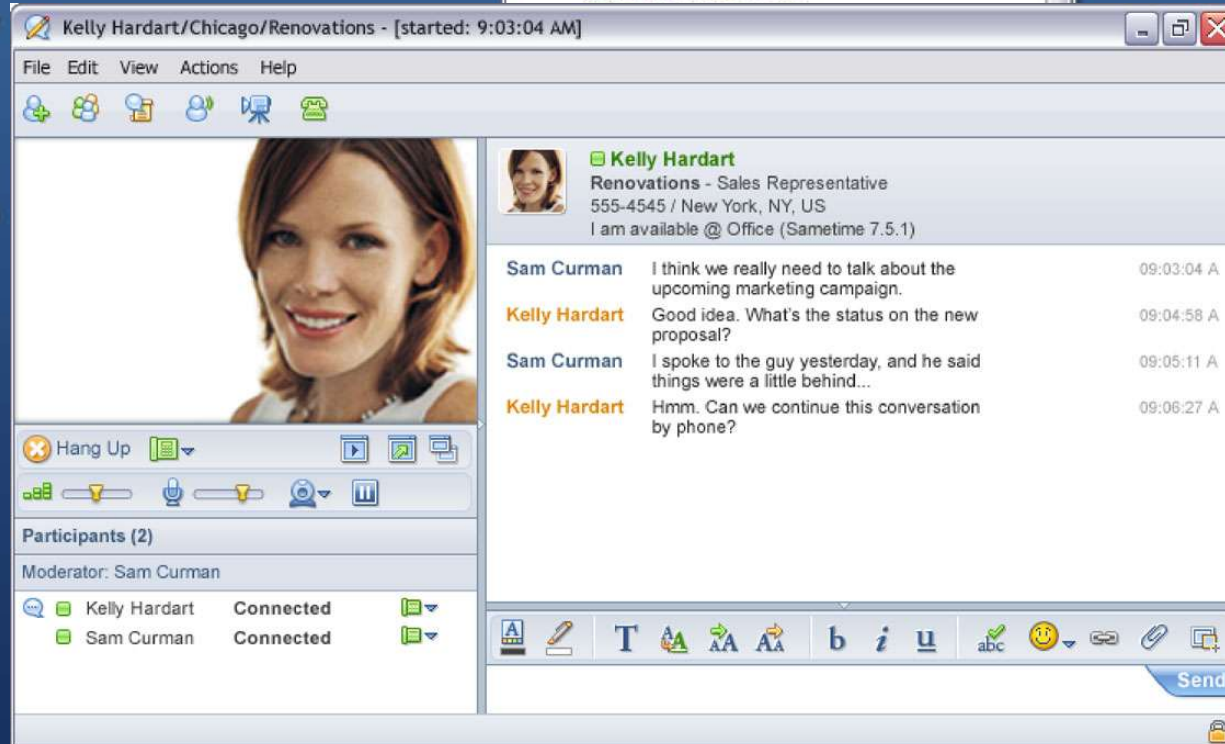 Kelly Hardart/Chicago/Renovations - [started: 9:03:04 AM]
File Edit View Actions Help
Hang Up
Participants (2)
Moderator: Sam Curman
Kelly Hardart Connected
Sam Curman Connected
Kelly Hardart
Renovations - Sales Representative
555-4545 / New York, NY, US
I am available @ Office (Sametime 7.5.1)
Sam Curman I think we really need to talk about the 09:03:04 A
upcoming marketing campaign.
Kelly Hardart Good idea. What's the status on the new 09:04:58 A
proposal?
Sam Curman I spoke to the guy yesterday, and he said 09:05:11 A
things were a little behind...
Kelly Hardart Hmm. Can we continue this conversation 09:06:27 A
by phone?
A T AA AA AA b i u abc
Send